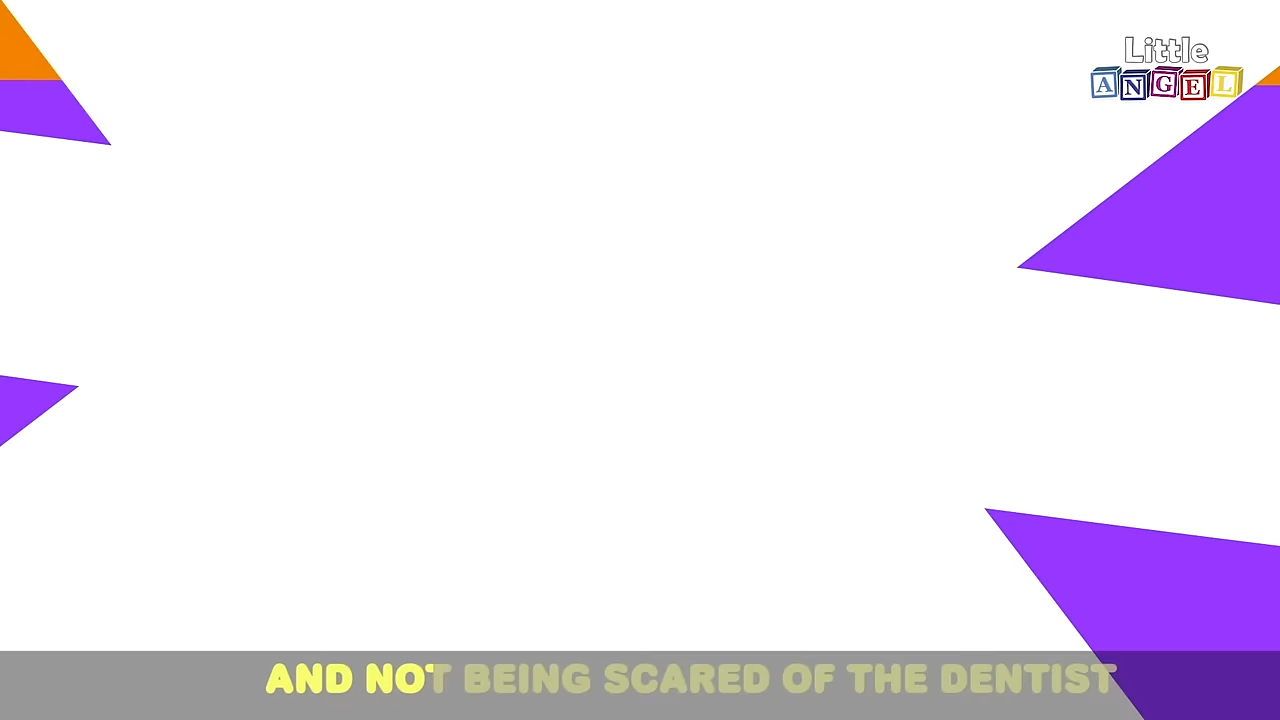 Little
ANGEL
AND NOT BEING SCARED OF THE DENTIST